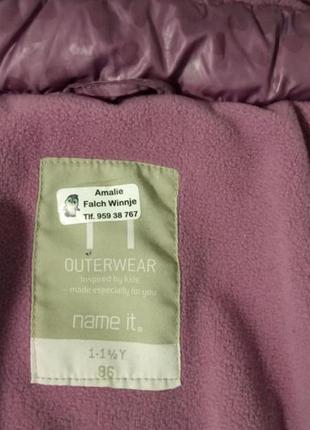 Amalie
Falch Winnje
Tlf. 959 38 767
OUTERWEAR
inspired by kids
- made especially for you
name it.
1-1½Y
86